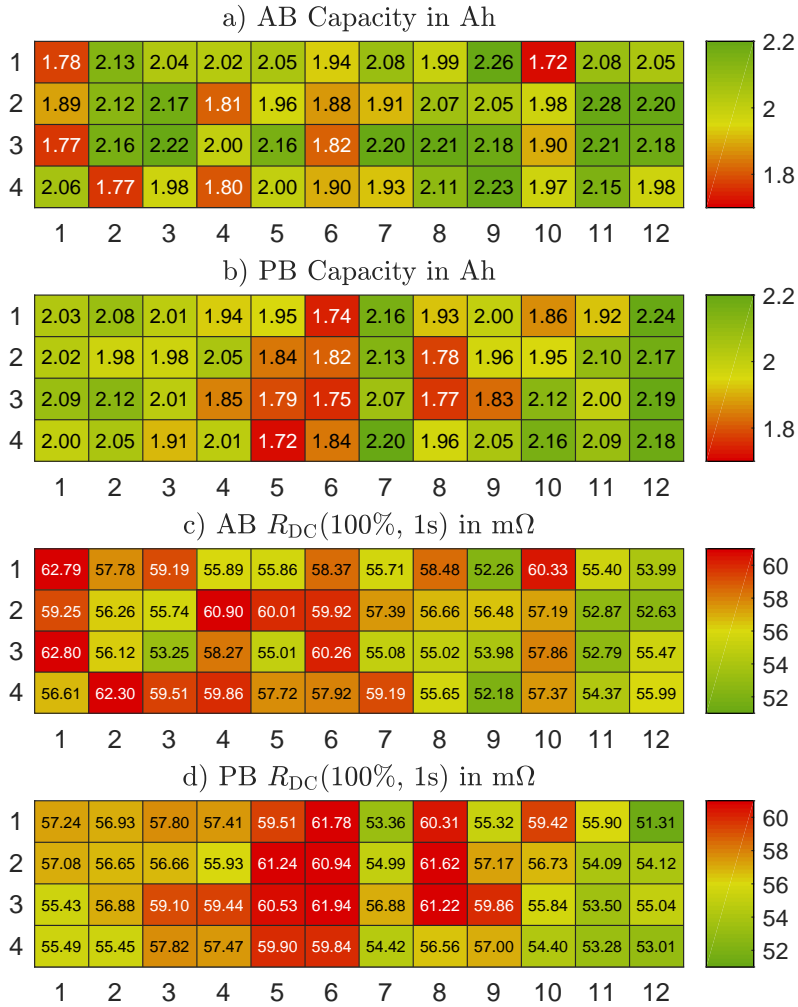 a) AB Capacity in Ah
1 1.78 2.13 2.04 2.02 2.05 1.94 2.08 1.99 2.26 1.72 2.08 2.05 2.2
2 1.89 2.12 2.17 1.81 1.96 1.88 1.91 2.07 2.05 1.98 2.28 2.20 2
3 1.77 2.16 2.22 2.00 2.16 1.82 2.20 2.21 2.18 1.90 2.21 2.18 1.8
4 2.06 1.77 1.98 1.80 2.00 1.90 1.93 2.11 2.23 1.97 2.15 1.98
1 2 3 4 5 6 7 8 9 10 11 12
b) PB Capacity in Ah
1 2.03 2.08 2.01 1.94 1.95 1.74 2.16 1.93 2.00 1.86 1.92 2.24 2.2
2 2.02 1.98 1.98 2.05 1.84 1.82 2.13 1.78 1.96 1.95 2.10 2.17 2
3 2.09 2.12 2.01 1.85 1.79 1.75 2.07 1.77 1.83 2.12 2.00 2.19 1.8
4 2.00 2.05 1.91 2.01 1.72 1.84 2.20 1.96 2.05 2.16 2.09 2.18
1 2 3 4 5 6 7 8 9 10 11 12
c) AB R_DC(100%, 1s) in mΩ
1 62.79 57.78 59.19 55.89 55.86 58.37 55.71 58.48 52.26 60.33 55.40 53.99 60
2 59.25 56.26 55.74 60.90 60.01 59.92 57.39 56.66 56.48 57.19 52.87 52.63 58
3 62.80 56.12 53.25 58.27 55.01 60.26 55.08 55.02 53.98 57.86 52.79 55.47 56
4 56.61 62.30 59.51 59.86 57.72 57.92 59.19 55.65 52.18 57.37 54.37 55.99 54
52
1 2 3 4 5 6 7 8 9 10 11 12
d) PB R_DC(100%, 1s) in mΩ
1 57.24 56.93 57.80 57.41 59.51 61.78 53.36 60.31 55.32 59.42 55.90 51.31 60
2 57.08 56.65 56.66 55.93 61.24 60.94 54.99 61.62 57.17 56.73 54.09 54.12 58
3 55.43 56.88 59.10 59.44 60.53 61.94 56.88 61.22 59.86 55.84 53.50 55.04 56
4 55.49 55.45 57.82 57.47 59.90 59.84 54.42 56.56 57.00 54.40 53.28 53.01 54
52
1 2 3 4 5 6 7 8 9 10 11 12